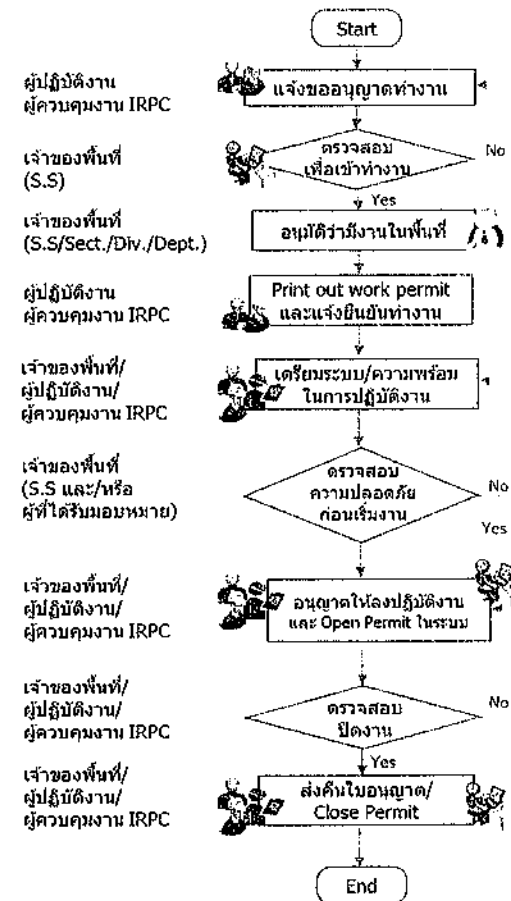 Start
ผู้ปฏิบัติงาน
ผู้ควบคุมงาน IRPC
แจ้งขออนุญาตทำงาน
เจ้าของพื้นที่
(S.S)
ตรวจสอบ
เพื่อเข้าทำงาน
No
Yes
เจ้าของพื้นที่
(S.S/Sect./Div./Dept.)
อนุมัติว่ามีงานในพื้นที่
ผู้ปฏิบัติงาน
ผู้ควบคุมงาน IRPC
Print out work permit
และแจ้งยืนยันทำงาน
เจ้าของพื้นที่/
ผู้ปฏิบัติงาน/
ผู้ควบคุมงาน IRPC
เตรียมระบบ/ความพร้อม
ในการปฏิบัติงาน
เจ้าของพื้นที่
(S.S และ/หรือ
ผู้ที่ได้รับมอบหมาย)
ตรวจสอบ
ความปลอดภัย
ก่อนเริ่มงาน
No
Yes
เจ้าของพื้นที่/
ผู้ปฏิบัติงาน/
ผู้ควบคุมงาน IRPC
อนุญาตให้ลงปฏิบัติงาน
และ Open Permit ในระบบ
เจ้าของพื้นที่/
ผู้ปฏิบัติงาน/
ผู้ควบคุมงาน IRPC
ตรวจสอบ
ปิดงาน
No
Yes
เจ้าของพื้นที่/
ผู้ปฏิบัติงาน/
ผู้ควบคุมงาน IRPC
ส่งคืนใบอนุญาต/
Close Permit
End